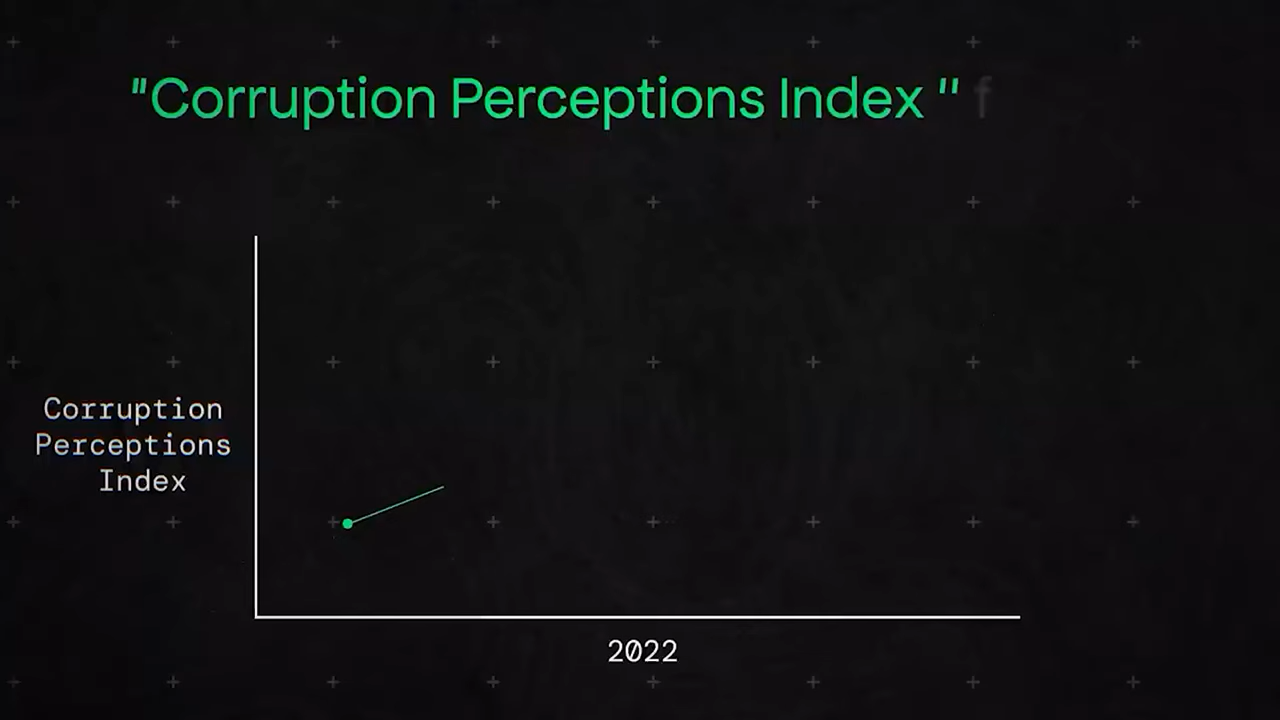 "Corruption Perceptions Index " f
Corruption
Perceptions
Index
2022